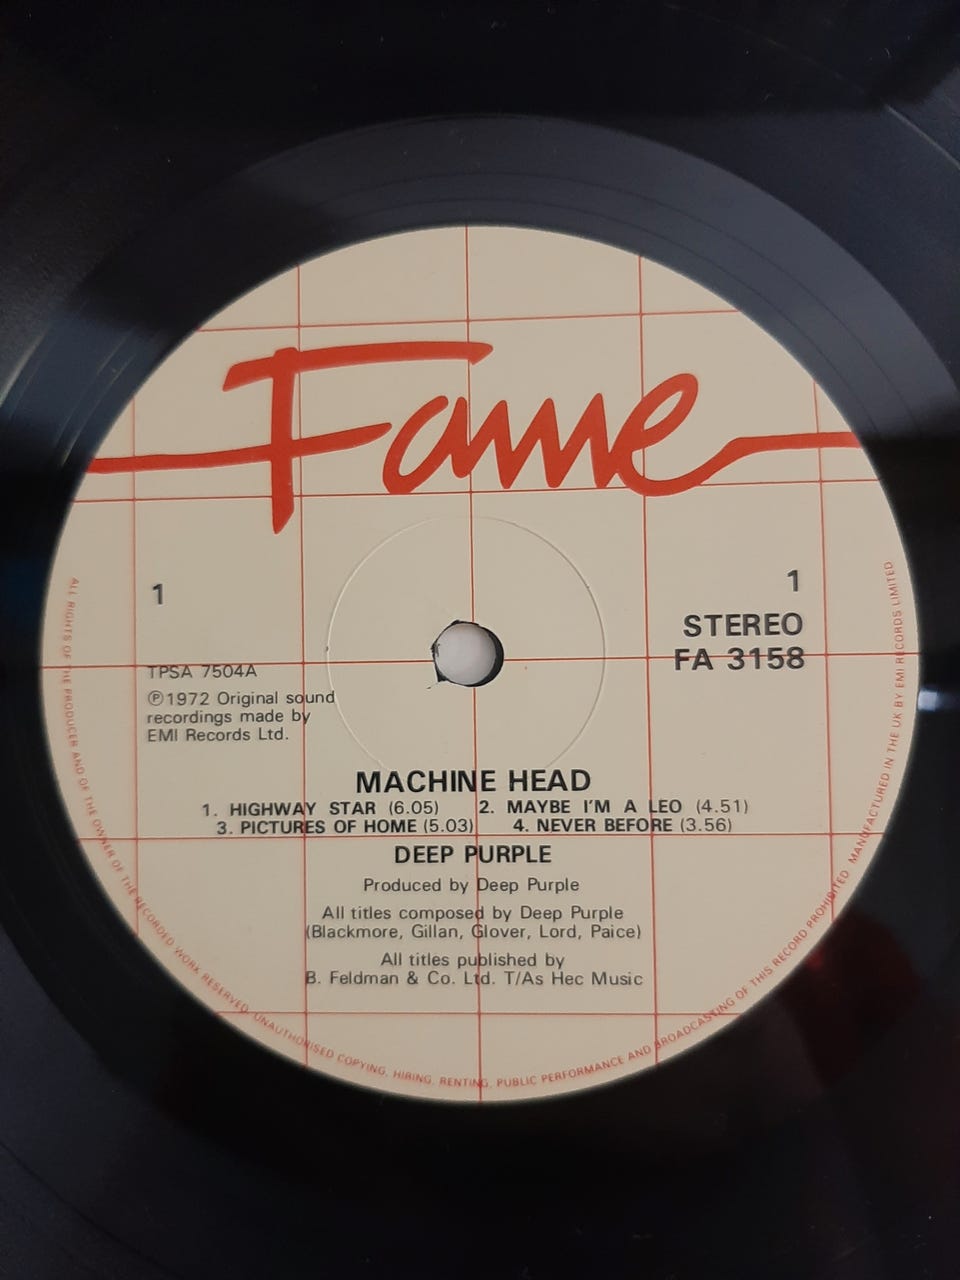 Fame
1
1
STEREO
FA 3158
TPSA 7504A
Ⓟ1972 Original sound
recordings made by
EMI Records Ltd.
MACHINE HEAD
1. HIGHWAY STAR (6.05) 2. MAYBE I'M A LEO (4.51)
3. PICTURES OF HOME (5.03) 4. NEVER BEFORE (3.56)
DEEP PURPLE
Produced by Deep Purple
All titles composed by Deep Purple
(Blackmore, Gillan, Glover, Lord, Paice)
All titles published by
B. Feldman & Co. Ltd. T/As Hec Music
ALL RIGHTS OF THE PRODUCER AND OF THE OWNER OF THE RECORDED WORK RESERVED. UNAUTHORISED COPYING, HIRING, RENTING, PUBLIC PERFORMANCE AND BROADCASTING OF THIS RECORD PROHIBITED MANUFACTURED IN THE UK BY EMI RECORDS LIMITED